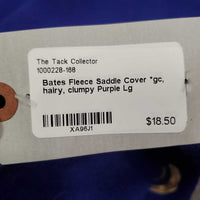 The Tack Collector
1000228-188
Bates Fleece Saddle Cover *gc,
hairy, clumpy Purple Lg
XA96J1
$18.50